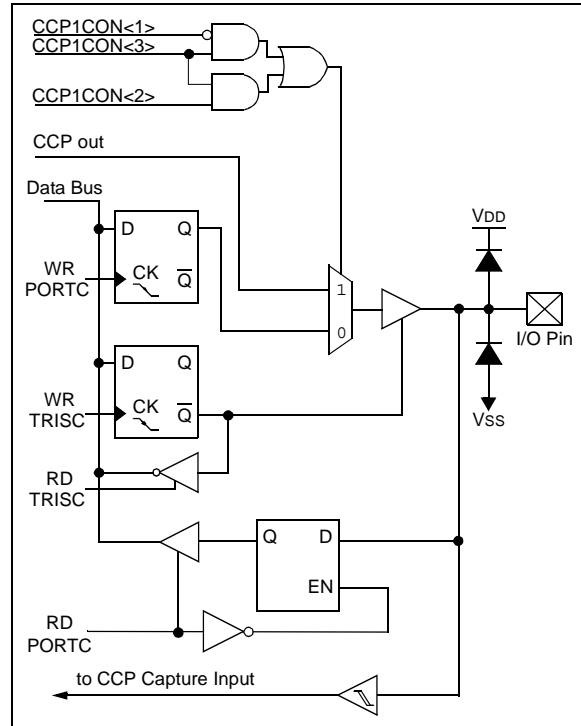 CCP1CON<1>
CCP1CON<3>
CCP1CON<2>
CCP out
Data Bus
D Q
WR
PORTC
CK
Q
VDD
1
0
I/O Pin
D Q
WR
TRISC
CK
Q
VSS
RD
TRISC
Q D
EN
RD
PORTC
to CCP Capture Input